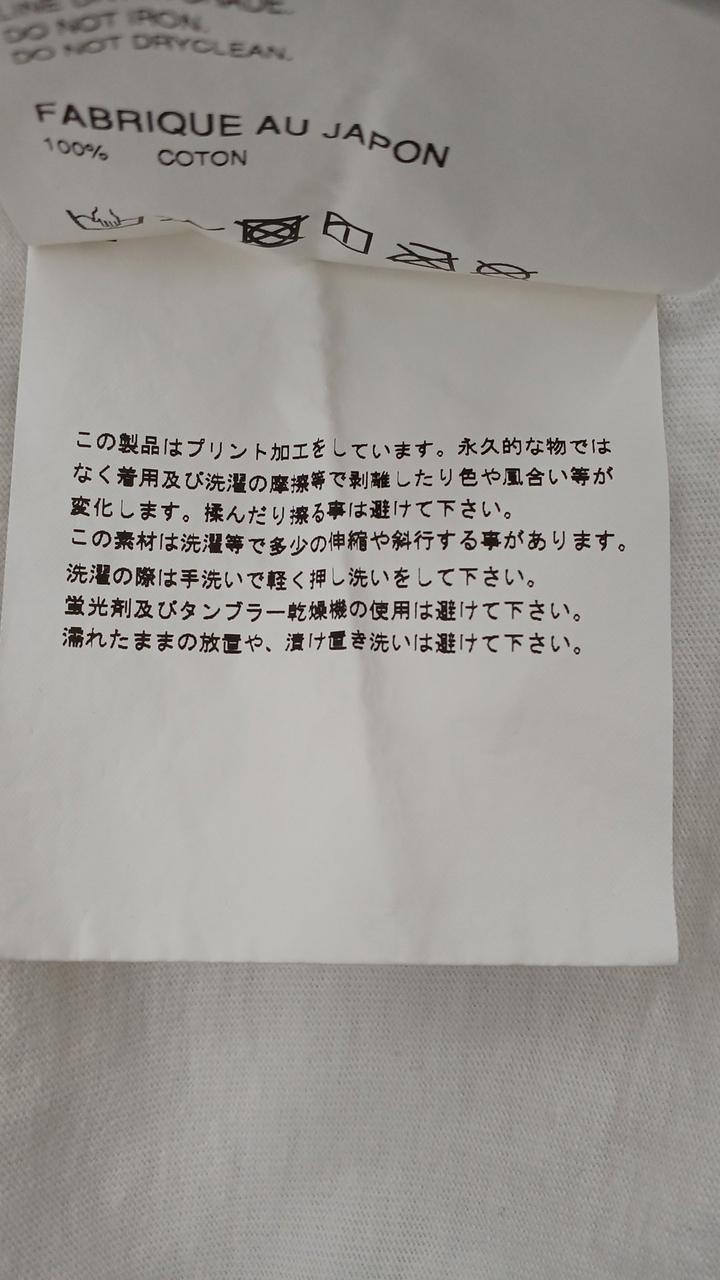 DO NOT IRON.
DO NOT DRYCLEAN.
FABRIQUE AU JAPON
100% COTON
この製品はプリント加工をしています。永久的な物では
なく着用及び洗濯の摩擦等で剥離したり色や風合い等が
変化します。揉んだり擦る事は避けて下さい。
この素材は洗濯等で多少の伸縮や斜行する事があります。
洗濯の際は手洗いで軽く押し洗いをして下さい。
蛍光剤及びタンブラー乾燥機の使用は避けて下さい。
濡れたままの放置や、漬け置き洗いは避けて下さい。